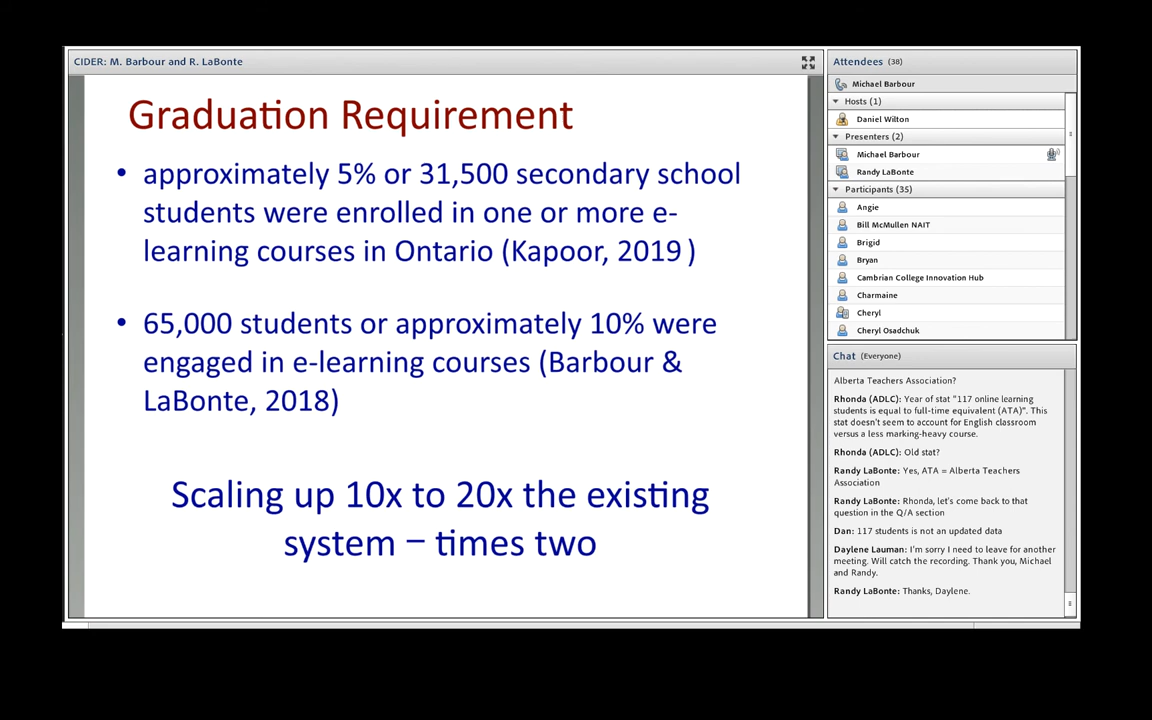 CIDER: M. Barbour and R. LaBonte
Graduation Requirement
• approximately 5% or 31,500 secondary school
students were enrolled in one or more e-
learning courses in Ontario (Kapoor, 2019 )
• 65,000 students or approximately 10% were
engaged in e-learning courses (Barbour &
LaBonte, 2018)
Scaling up 10x to 20x the existing
system – times two
Attendees (38)
Michael Barbour
Hosts (1)
Daniel Wilton
Presenters (2)
Michael Barbour
Randy LaBonte
Participants (35)
Angie
Bill McMullen NAIT
Brigid
Bryan
Cambrian College Innovation Hub
Charmaine
Cheryl
Cheryl Osadchuk
Chat (Everyone)
Alberta Teachers Association?
Rhonda (ADLC): Year of stat "117 online learning
students is equal to full-time equivalent (ATA)". This
stat doesn't seem to account for English classroom
versus a less marking-heavy course.
Rhonda (ADLC): Old stat?
Randy LaBonte: Yes, ATA = Alberta Teachers
Association
Randy LaBonte: Rhonda, let's come back to that
question in the Q/A section
Dan: 117 students is not an updated data
Daylene Lauman: I'm sorry I need to leave for another
meeting. Will catch the recording. Thank you, Michael
and Randy.
Randy LaBonte: Thanks, Daylene.